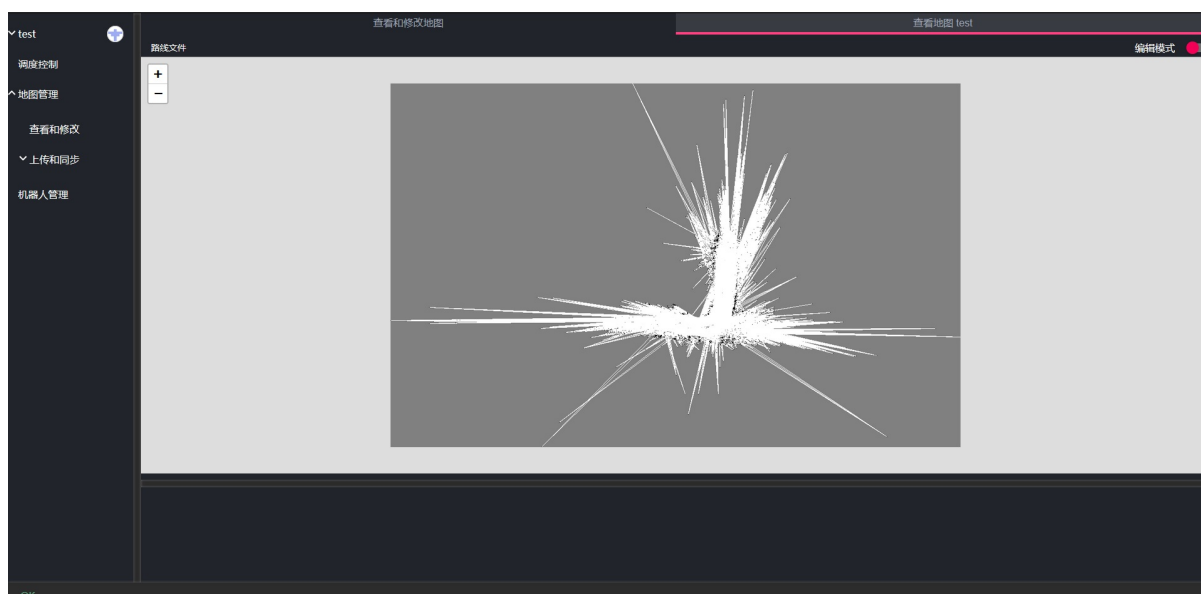 查看和修改地图
查看地图 test
test
路线文件
编辑模式
调度控制
+
−
地图管理
查看和修改
上传和同步
机器人管理